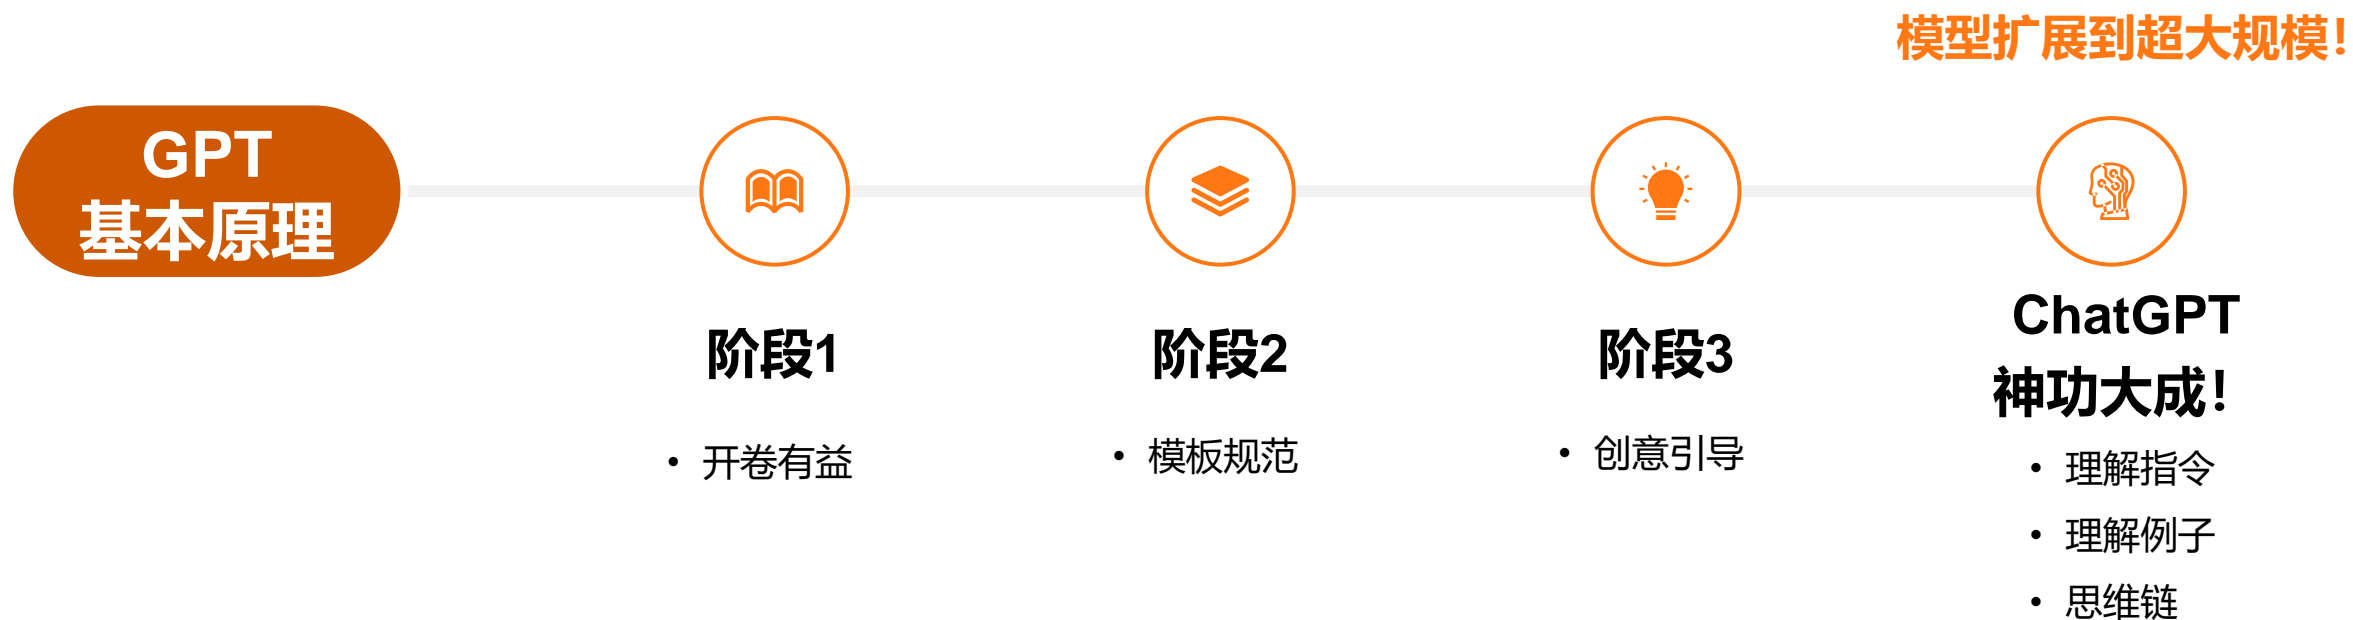 模型扩展到超大规模！
GPT
基本原理
阶段1
• 开卷有益
阶段2
• 模板规范
阶段3
• 创意引导
ChatGPT
神功大成！
• 理解指令
• 理解例子
• 思维链